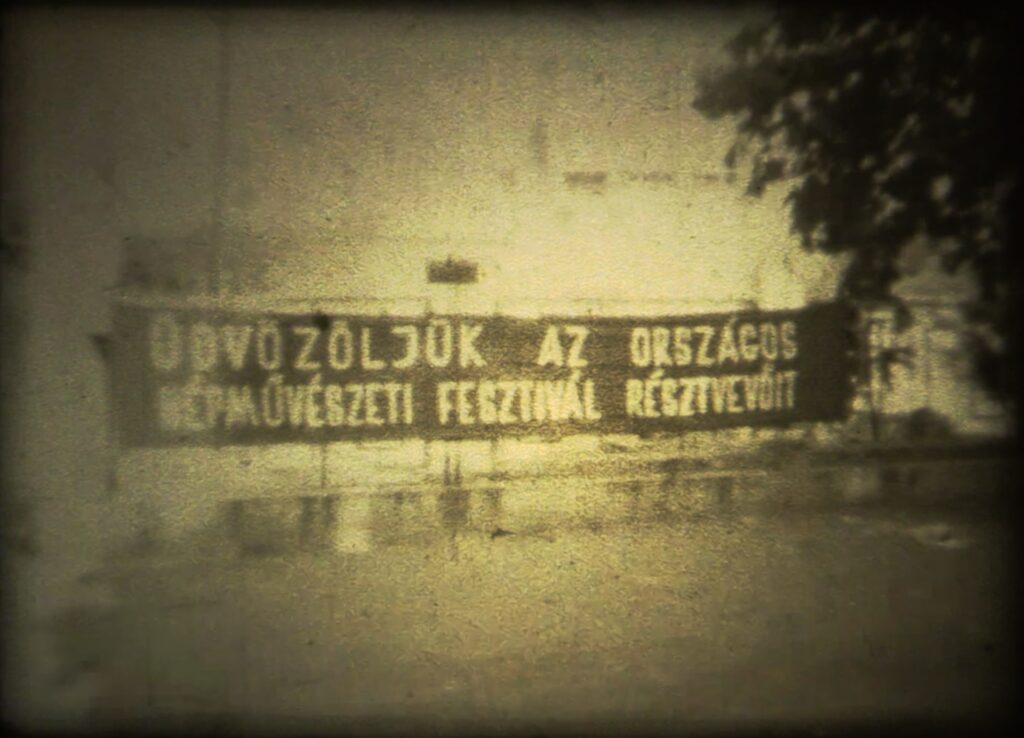 ÜDVÖZÖLJÜK AZ ORSZÁGOS
NÉPMŰVÉSZETI FESZTIVÁL RÉSZTVEVŐIT